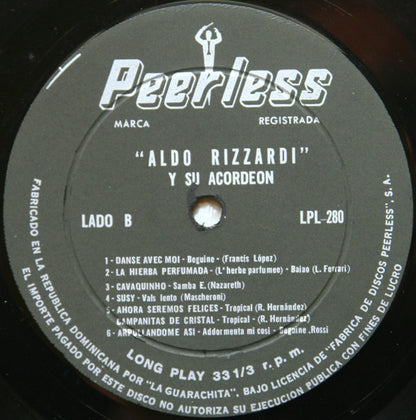 Peerless
MARCA REGISTRADA
"ALDO RIZZARDI"
Y SU ACORDEON
LADO B LPL-280
1 - DANSE AVEC MOI - Beguine - (Francis López)
2 - LA HIERBA PERFUMADA - (L'herbe parfumeo) - Baiao (L. Ferrari)
3 - CAVAQUINHO - Samba E.(Nazareth)
4 - SUSY - Vals lento (Mascheroni)
5 - AHORA SEREMOS FELICES - Tropical (R. Hernández)
CAMPANITAS DE CRISTAL - Tropical - (R. Hernández)
6 - ARPULLANDOME ASI - Addormenta mi cosi - Beguine .Rossi
LONG PLAY 33 1/3 r. p. m.
FABRICADO EN LA REPUBLICA DOMINICANA POR "LA GUARACHITA", BAJO LICENCIA DE "FABRICA DE DISCOS PEERLESS", S.A.
EL IMPORTE PAGADO POR ESTE DISCO NO AUTORIZA SU EJECUCION PUBLICA CON FINES DE LUCRO